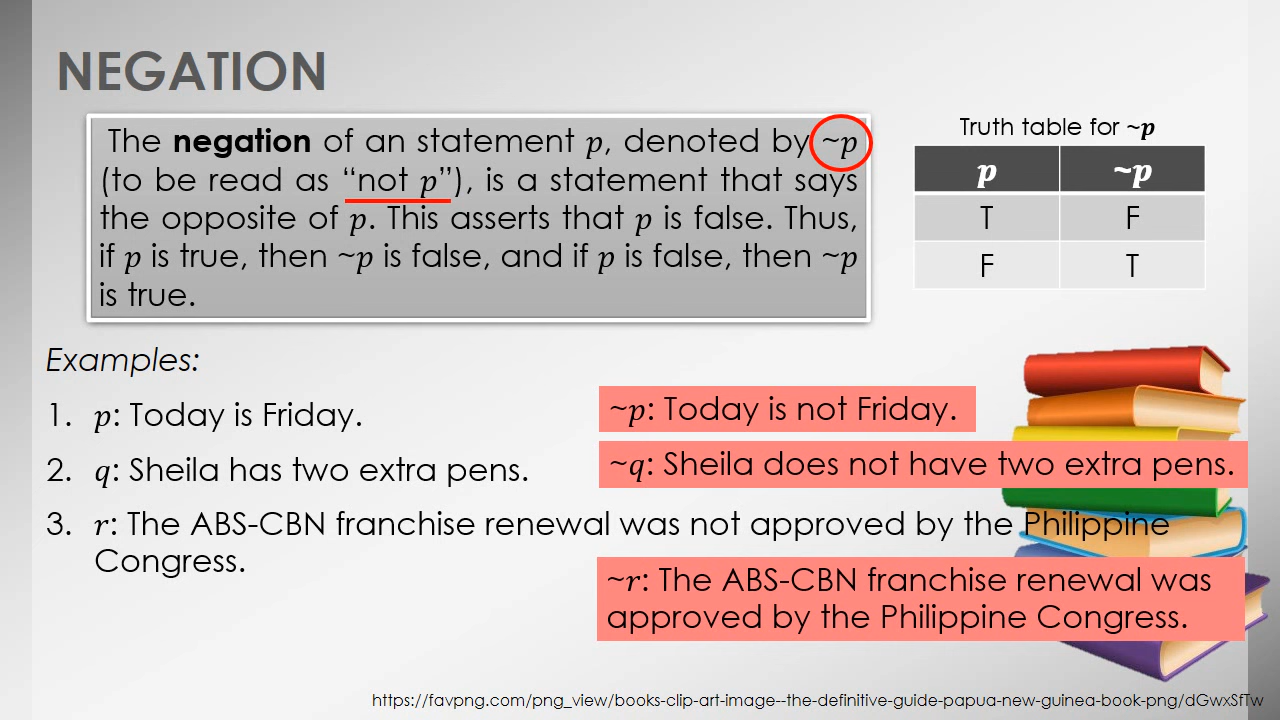 NEGATION
The negation of an statement p, denoted by ~p
(to be read as “not p”), is a statement that says
the opposite of p. This asserts that p is false. Thus,
if p is true, then ~p is false, and if p is false, then ~p
is true.
Truth table for ~p
p ~p
T F
F T
Examples:
1. p: Today is Friday.
~p: Today is not Friday.
2. q: Sheila has two extra pens.
~q: Sheila does not have two extra pens.
3. r: The ABS-CBN franchise renewal was not approved by the Philippine
Congress.
~r: The ABS-CBN franchise renewal was
approved by the Philippine Congress.
https://favpng.com/png_view/books-clip-art-image--the-definitive-guide-papua-new-guinea-book-png/dGwxSfTw